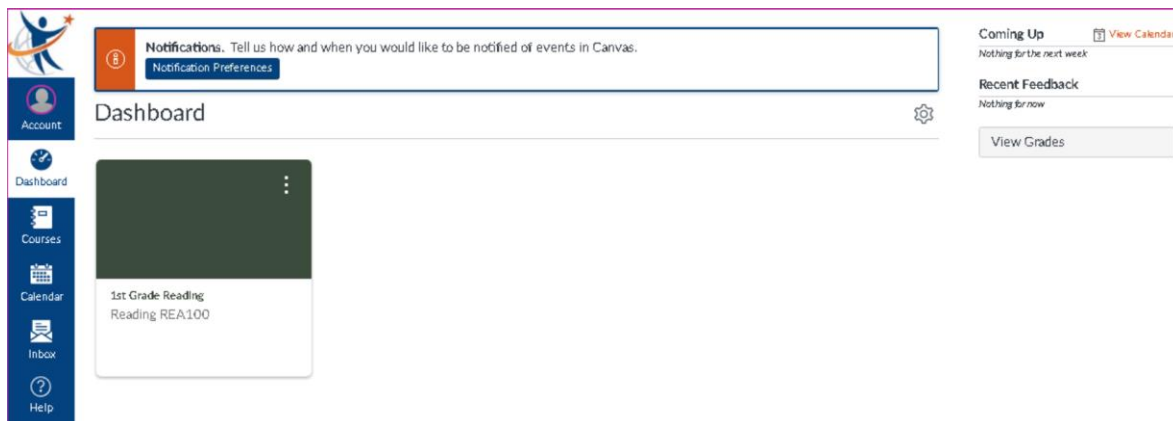 Account
Dashboard
Courses
Calendar
Inbox
Help
Notifications. Tell us how and when you would like to be notified of events in Canvas.
Notification Preferences
Dashboard
1st Grade Reading
Reading REA100
Coming Up
View Calendar
Nothing for the next week
Recent Feedback
Nothing for now
View Grades